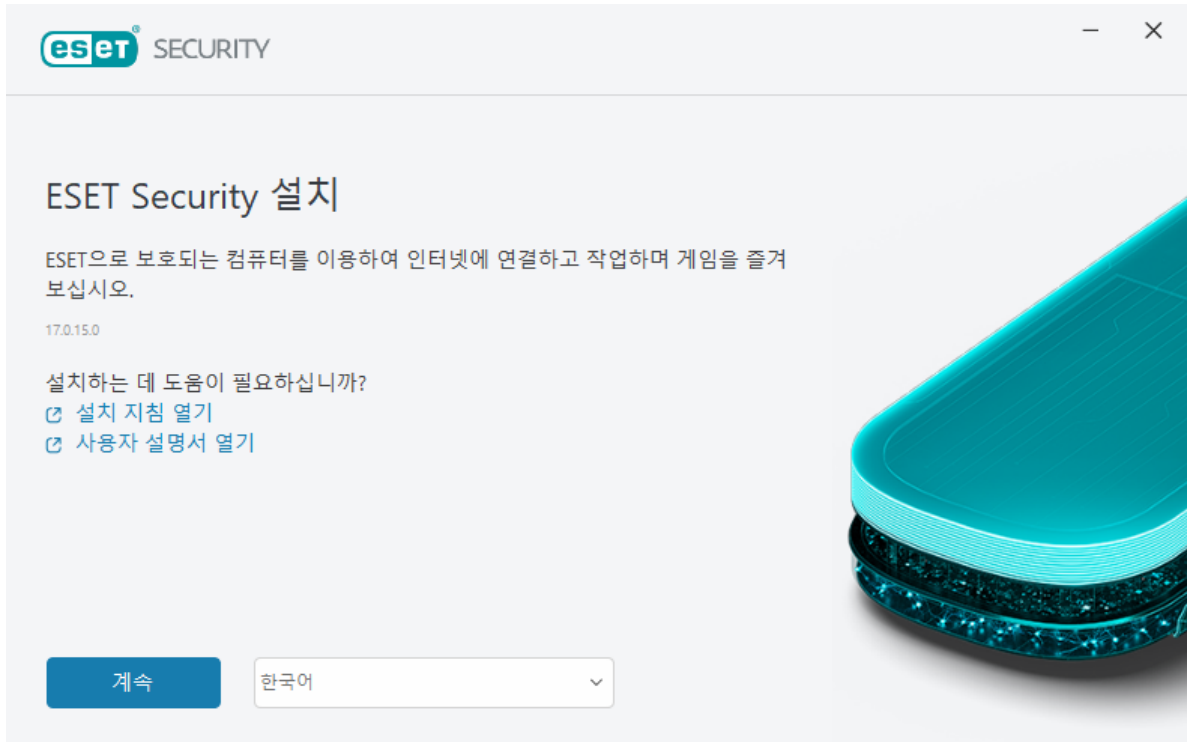 eset® SECURITY
ESET Security 설치
ESET으로 보호되는 컴퓨터를 이용하여 인터넷에 연결하고 작업하며 게임을 즐겨
보십시오.
17.0.15.0
설치하는 데 도움이 필요하십니까?
설치 지침 열기
사용자 설명서 열기
계속
한국어